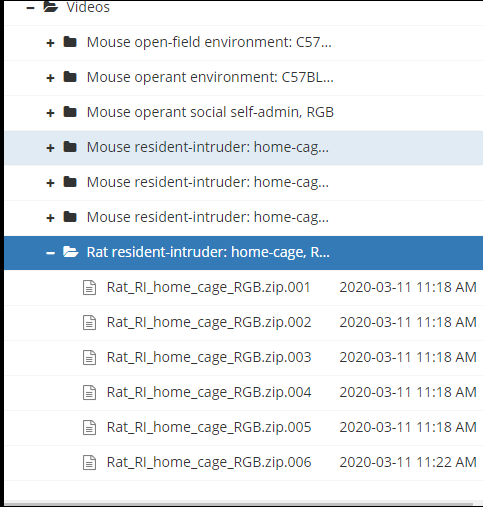 Videos
Mouse open-field environment: C57...
Mouse operant environment: C57BL...
Mouse operant social self-admin, RGB
Mouse resident-intruder: home-cag...
Mouse resident-intruder: home-cag...
Mouse resident-intruder: home-cag...
Rat resident-intruder: home-cage, R...
Rat_RI_home_cage_RGB.zip.001 2020-03-11 11:18 AM
Rat_RI_home_cage_RGB.zip.002 2020-03-11 11:18 AM
Rat_RI_home_cage_RGB.zip.003 2020-03-11 11:18 AM
Rat_RI_home_cage_RGB.zip.004 2020-03-11 11:18 AM
Rat_RI_home_cage_RGB.zip.005 2020-03-11 11:18 AM
Rat_RI_home_cage_RGB.zip.006 2020-03-11 11:22 AM